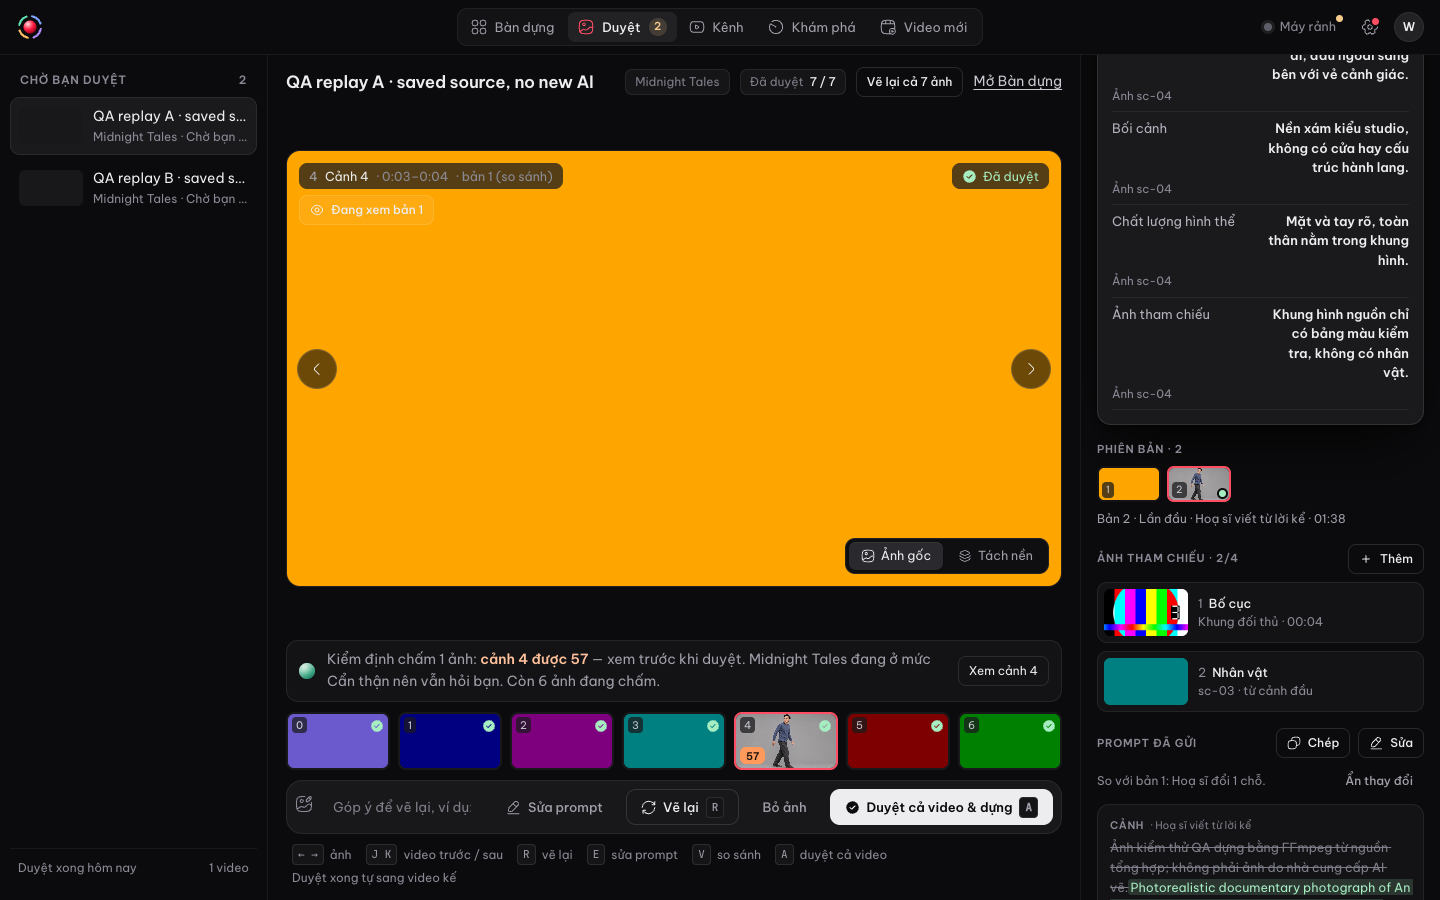 Bàn dựng
Duyệt 2
Kênh
Khám phá
Video mới
Máy rảnh
W
CHỜ BẠN DUYỆT 2
QA replay A · saved s...
Midnight Tales · Chờ bạn ...
QA replay B · saved s...
Midnight Tales · Chờ bạn ...
Duyệt xong hôm nay 1 video
QA replay A · saved source, no new AI
Midnight Tales
Đã duyệt 7 / 7
Vẽ lại cả 7 ảnh
Mở Bàn dựng
4 Cảnh 4 · 0:03–0:04 · bản 1 (so sánh)
Đã duyệt
Đang xem bản 1
Ảnh gốc
Tách nền
Kiểm định chấm 1 ảnh: cảnh 4 được 57 — xem trước khi duyệt. Midnight Tales đang ở mức
Cẩn thận nên vẫn hỏi bạn. Còn 6 ảnh đang chấm.
Xem cảnh 4
0
1
2
3
4
57
5
6
Góp ý để vẽ lại, ví dụ:
Sửa prompt
Vẽ lại R
Bỏ ảnh
Duyệt cả video & dựng A
← → ảnh J K video trước / sau R vẽ lại E sửa prompt V so sánh A duyệt cả video
Duyệt xong tự sang video kế
bên với vẻ cảnh giác.
Ảnh sc-04
Bối cảnh
Nền xám kiểu studio,
không có cửa hay cấu
trúc hành lang.
Ảnh sc-04
Chất lượng hình thể
Mặt và tay rõ, toàn
thân nằm trong khung
hình.
Ảnh sc-04
Ảnh tham chiếu
Khung hình nguồn chỉ
có bảng màu kiểm
tra, không có nhân
vật.
Ảnh sc-04
PHIÊN BẢN · 2
1
2
Bản 2 · Lần đầu · Hoạ sĩ viết từ lời kể · 01:38
ẢNH THAM CHIẾU · 2/4
Thêm
1 Bố cục
Khung đối thủ · 00:04
2 Nhân vật
sc-03 · từ cảnh đầu
PROMPT ĐÃ GỬI
Chép
Sửa
So với bản 1: Hoạ sĩ đổi 1 chỗ.
Ẩn thay đổi
CẢNH · Hoạ sĩ viết từ lời kể
Ảnh kiểm thử QA dựng bằng FFmpeg từ nguồn
tổng hợp; không phải ảnh do nhà cung cấp AI
vẽ. Photorealistic documentary photograph of An